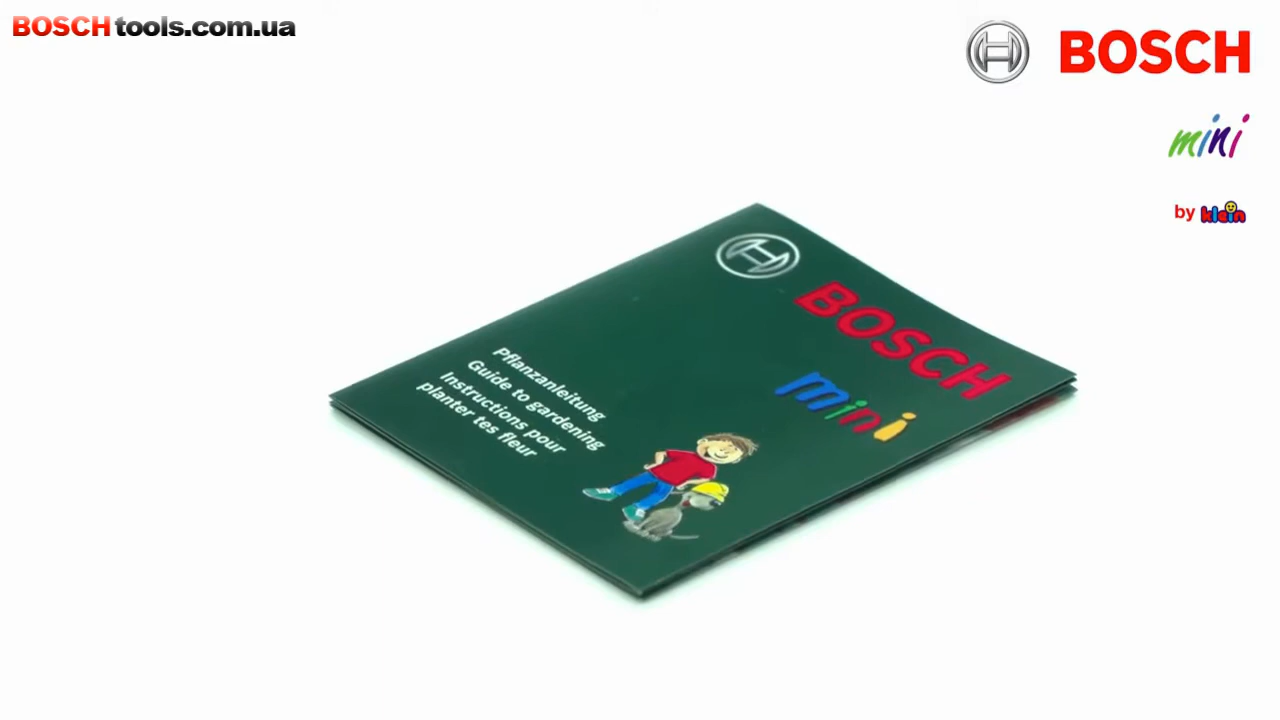 BOSCHtools.com.ua
BOSCH
mini
by klein
BOSCH
mini
Pflanzanleitung
Guide to gardening
Instructions pour
planter tes fleur